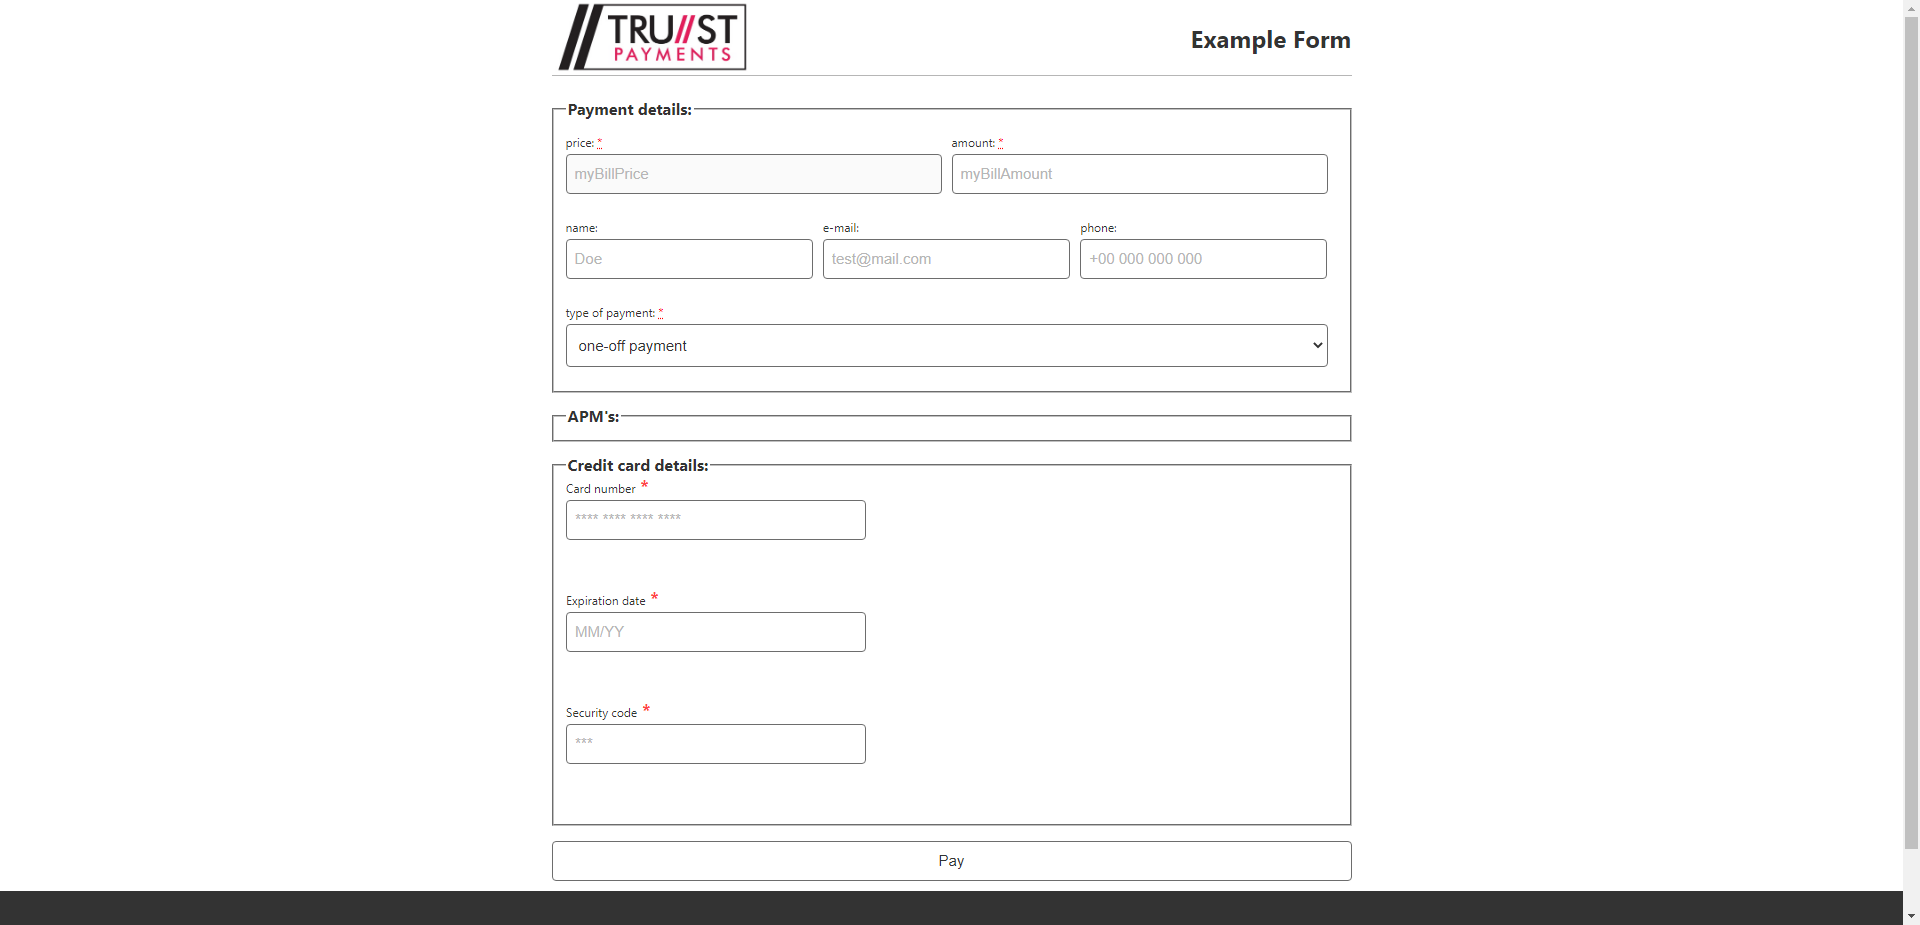 TRU//ST
PAYMENTS
Example Form
Payment details:
price: *
amount: *
myBillPrice
myBillAmount
name:
e-mail:
phone:
Doe
test@mail.com
+00 000 000 000
type of payment: *
one-off payment
APM's:
Credit card details:
Card number *
**** **** **** ****
Expiration date *
MM/YY
Security code *
***
Pay